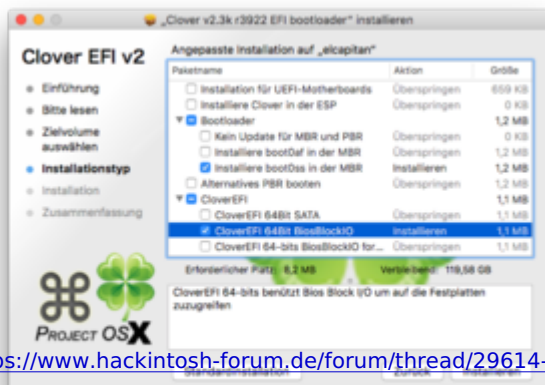 „Clover v2.3k r3922 EFI bootloader“ installieren
Clover EFI v2
Angepasste Installation auf „elcapitan“
Paketname Aktion Größe
Einführung
Bitte lesen
Zielvolume auswählen
Installationstyp
Installation
Zusammenfassung
Installation für UEFI-Motherboards Überspringen 659 KB
Installiere Clover in der ESP Überspringen 0 KB
Bootloader 1,2 MB
Kein Update für MBR und PBR Überspringen 0 KB
Installiere boot0af in der MBR Überspringen 1,2 MB
Installiere boot0ss in der MBR Installieren 1,2 MB
Alternatives PBR booten Überspringen 1,2 MB
CloverEFI 1,1 MB
CloverEFI 64Bit SATA Überspringen 1,1 MB
CloverEFI 64Bit BiosBlockIO Installieren 1,1 MB
CloverEFI 64-bits BiosBlockIO for... Überspringen 1,1 MB
Erforderlicher Platz: 8,2 MB Verbleibend: 119,58 GB
CloverEFI 64-bits benützt Bios Block I/O um auf die Festplatten
zuzugreifen
PROJECT OSX
ps://www.hackintosh-forum.de/forum/thread/29614-
Standardinstallation Zurück Installieren